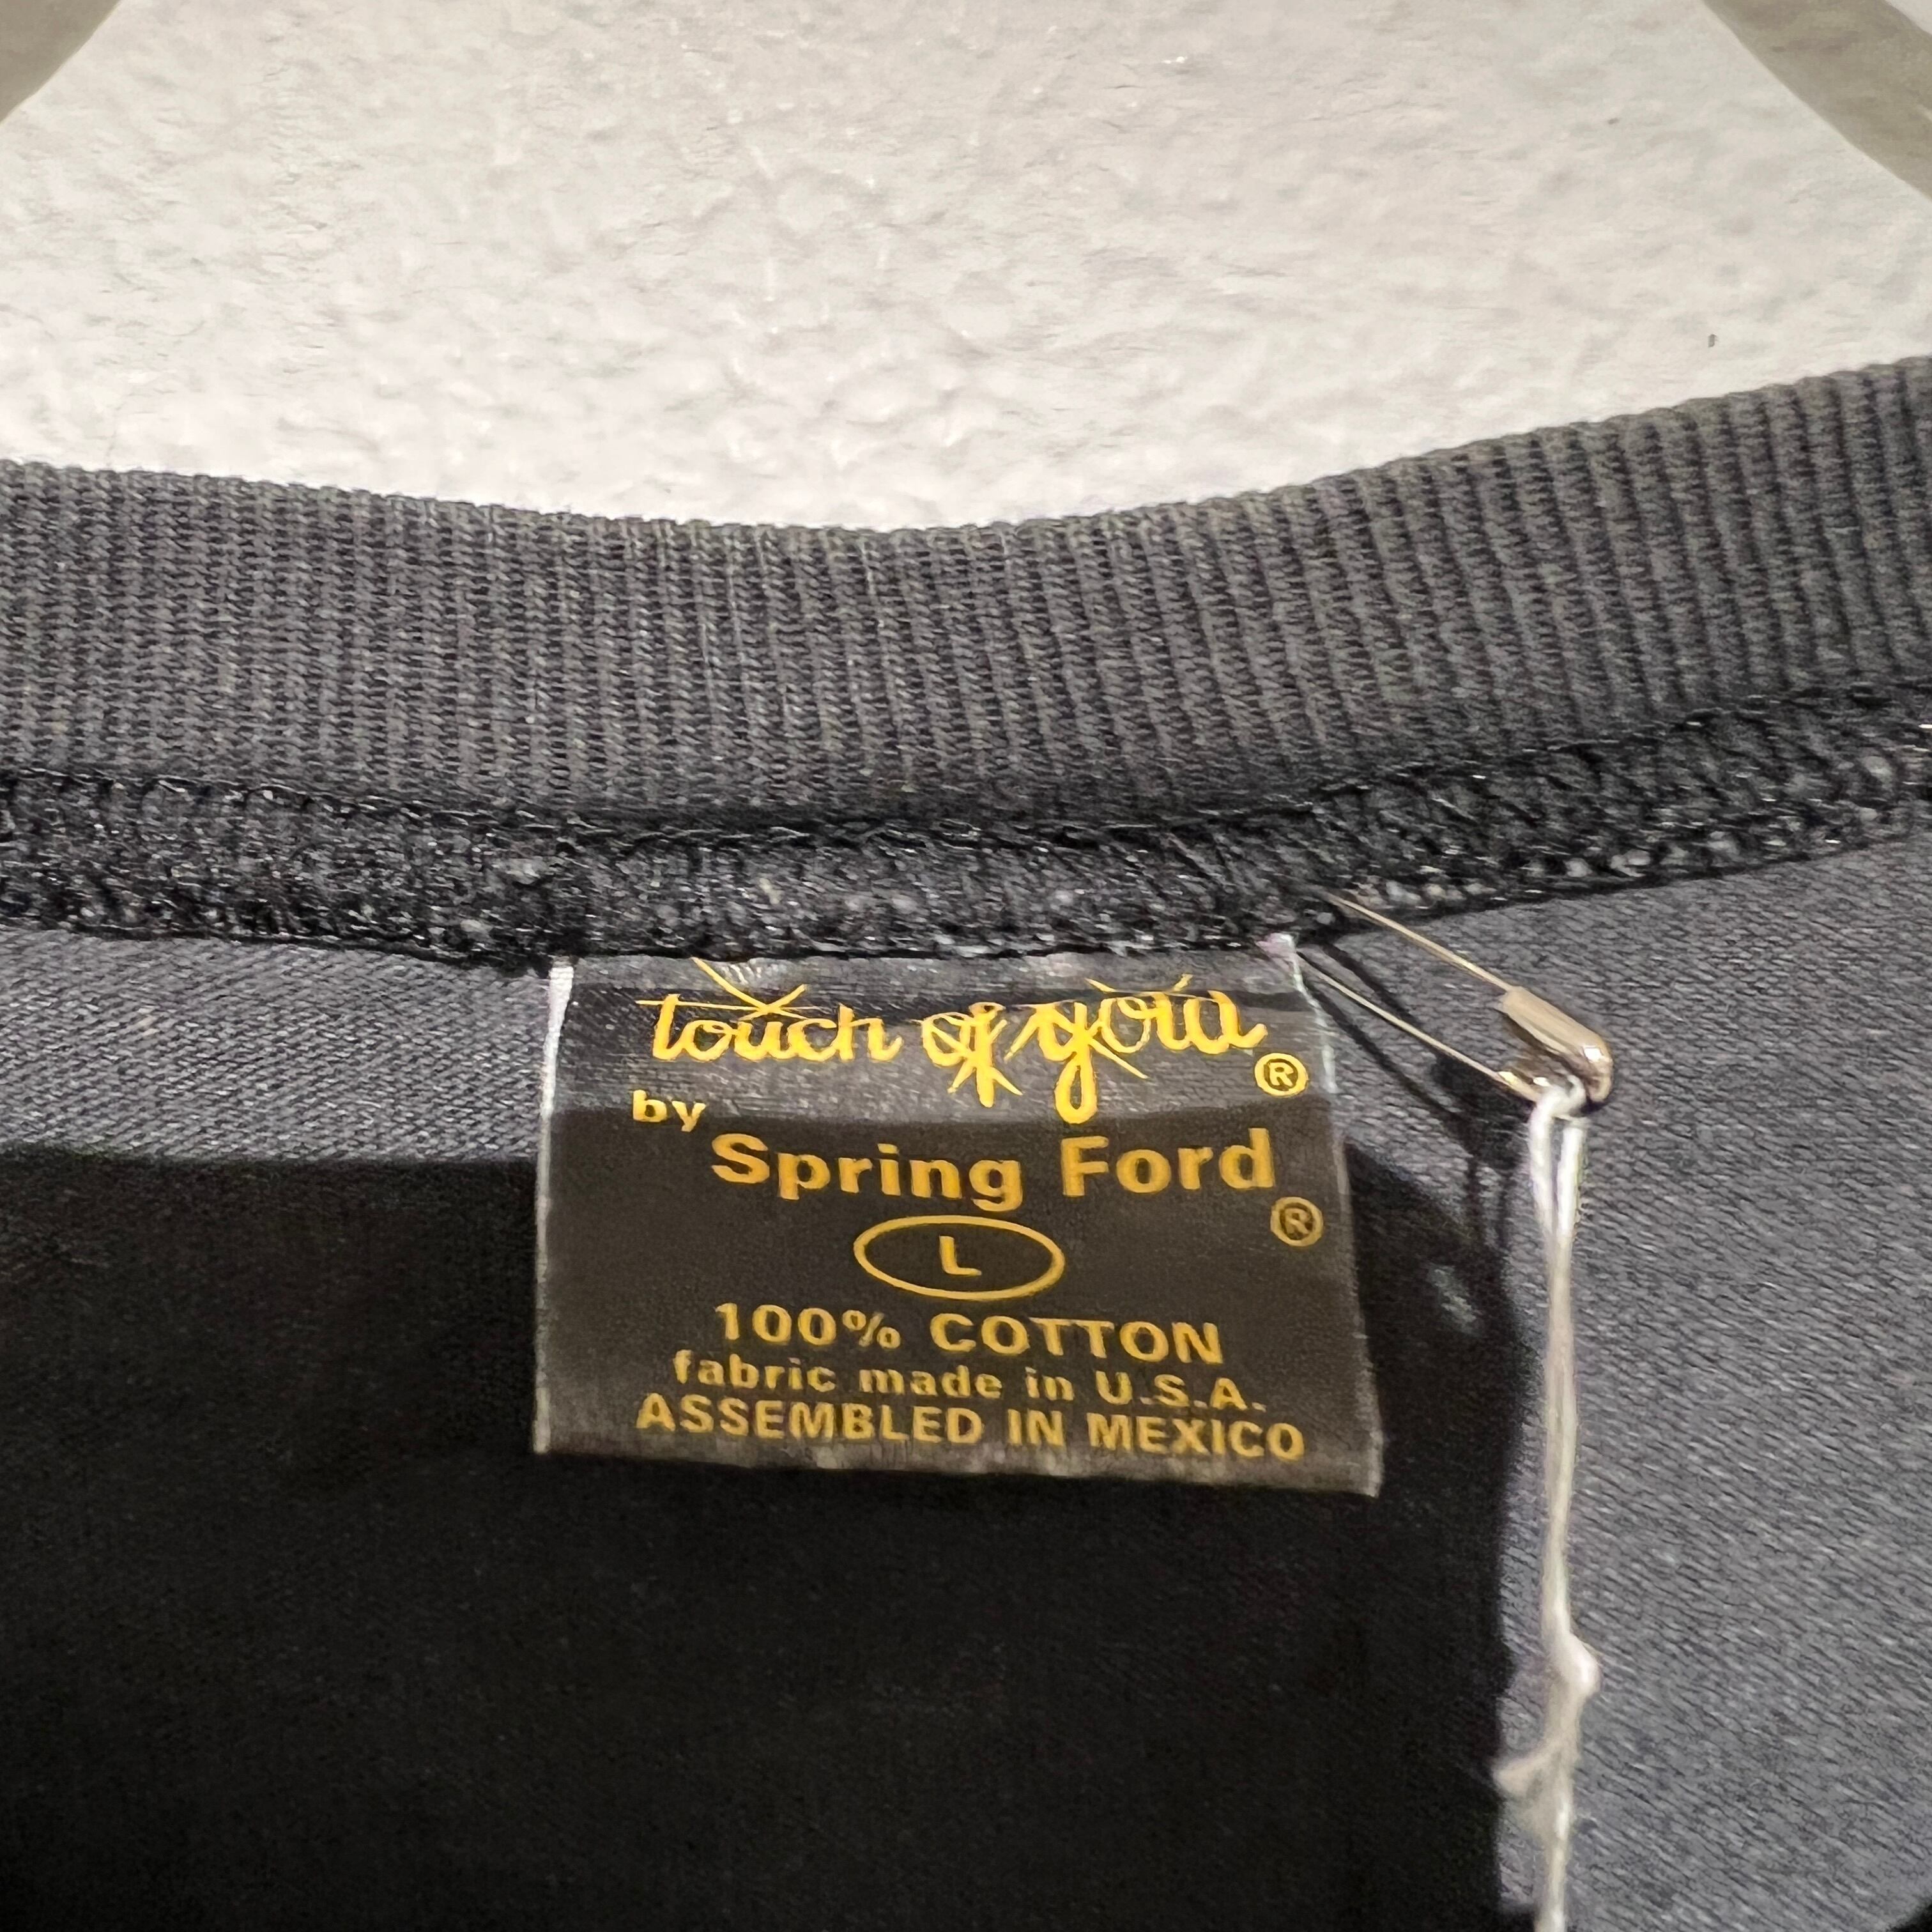 touch of gold ®
by
Spring Ford ®
L
100% COTTON
fabric made in U.S.A.
ASSEMBLED IN MEXICO